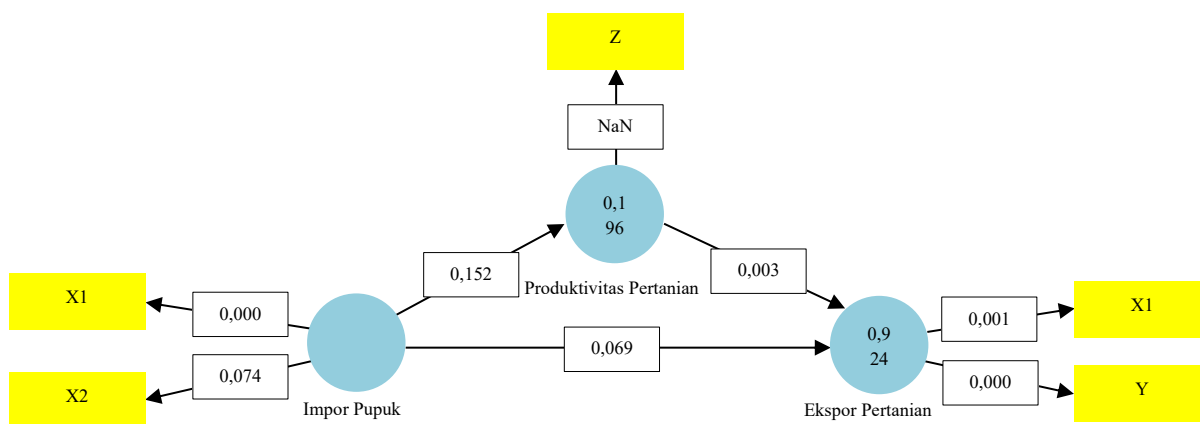 Z
NaN
0,1
96
Produktivitas Pertanian
0,152
0,003
X1
0,000
X2
0,074
Impor Pupuk
0,069
0,9
24
Ekspor Pertanian
0,001
X1
0,000
Y